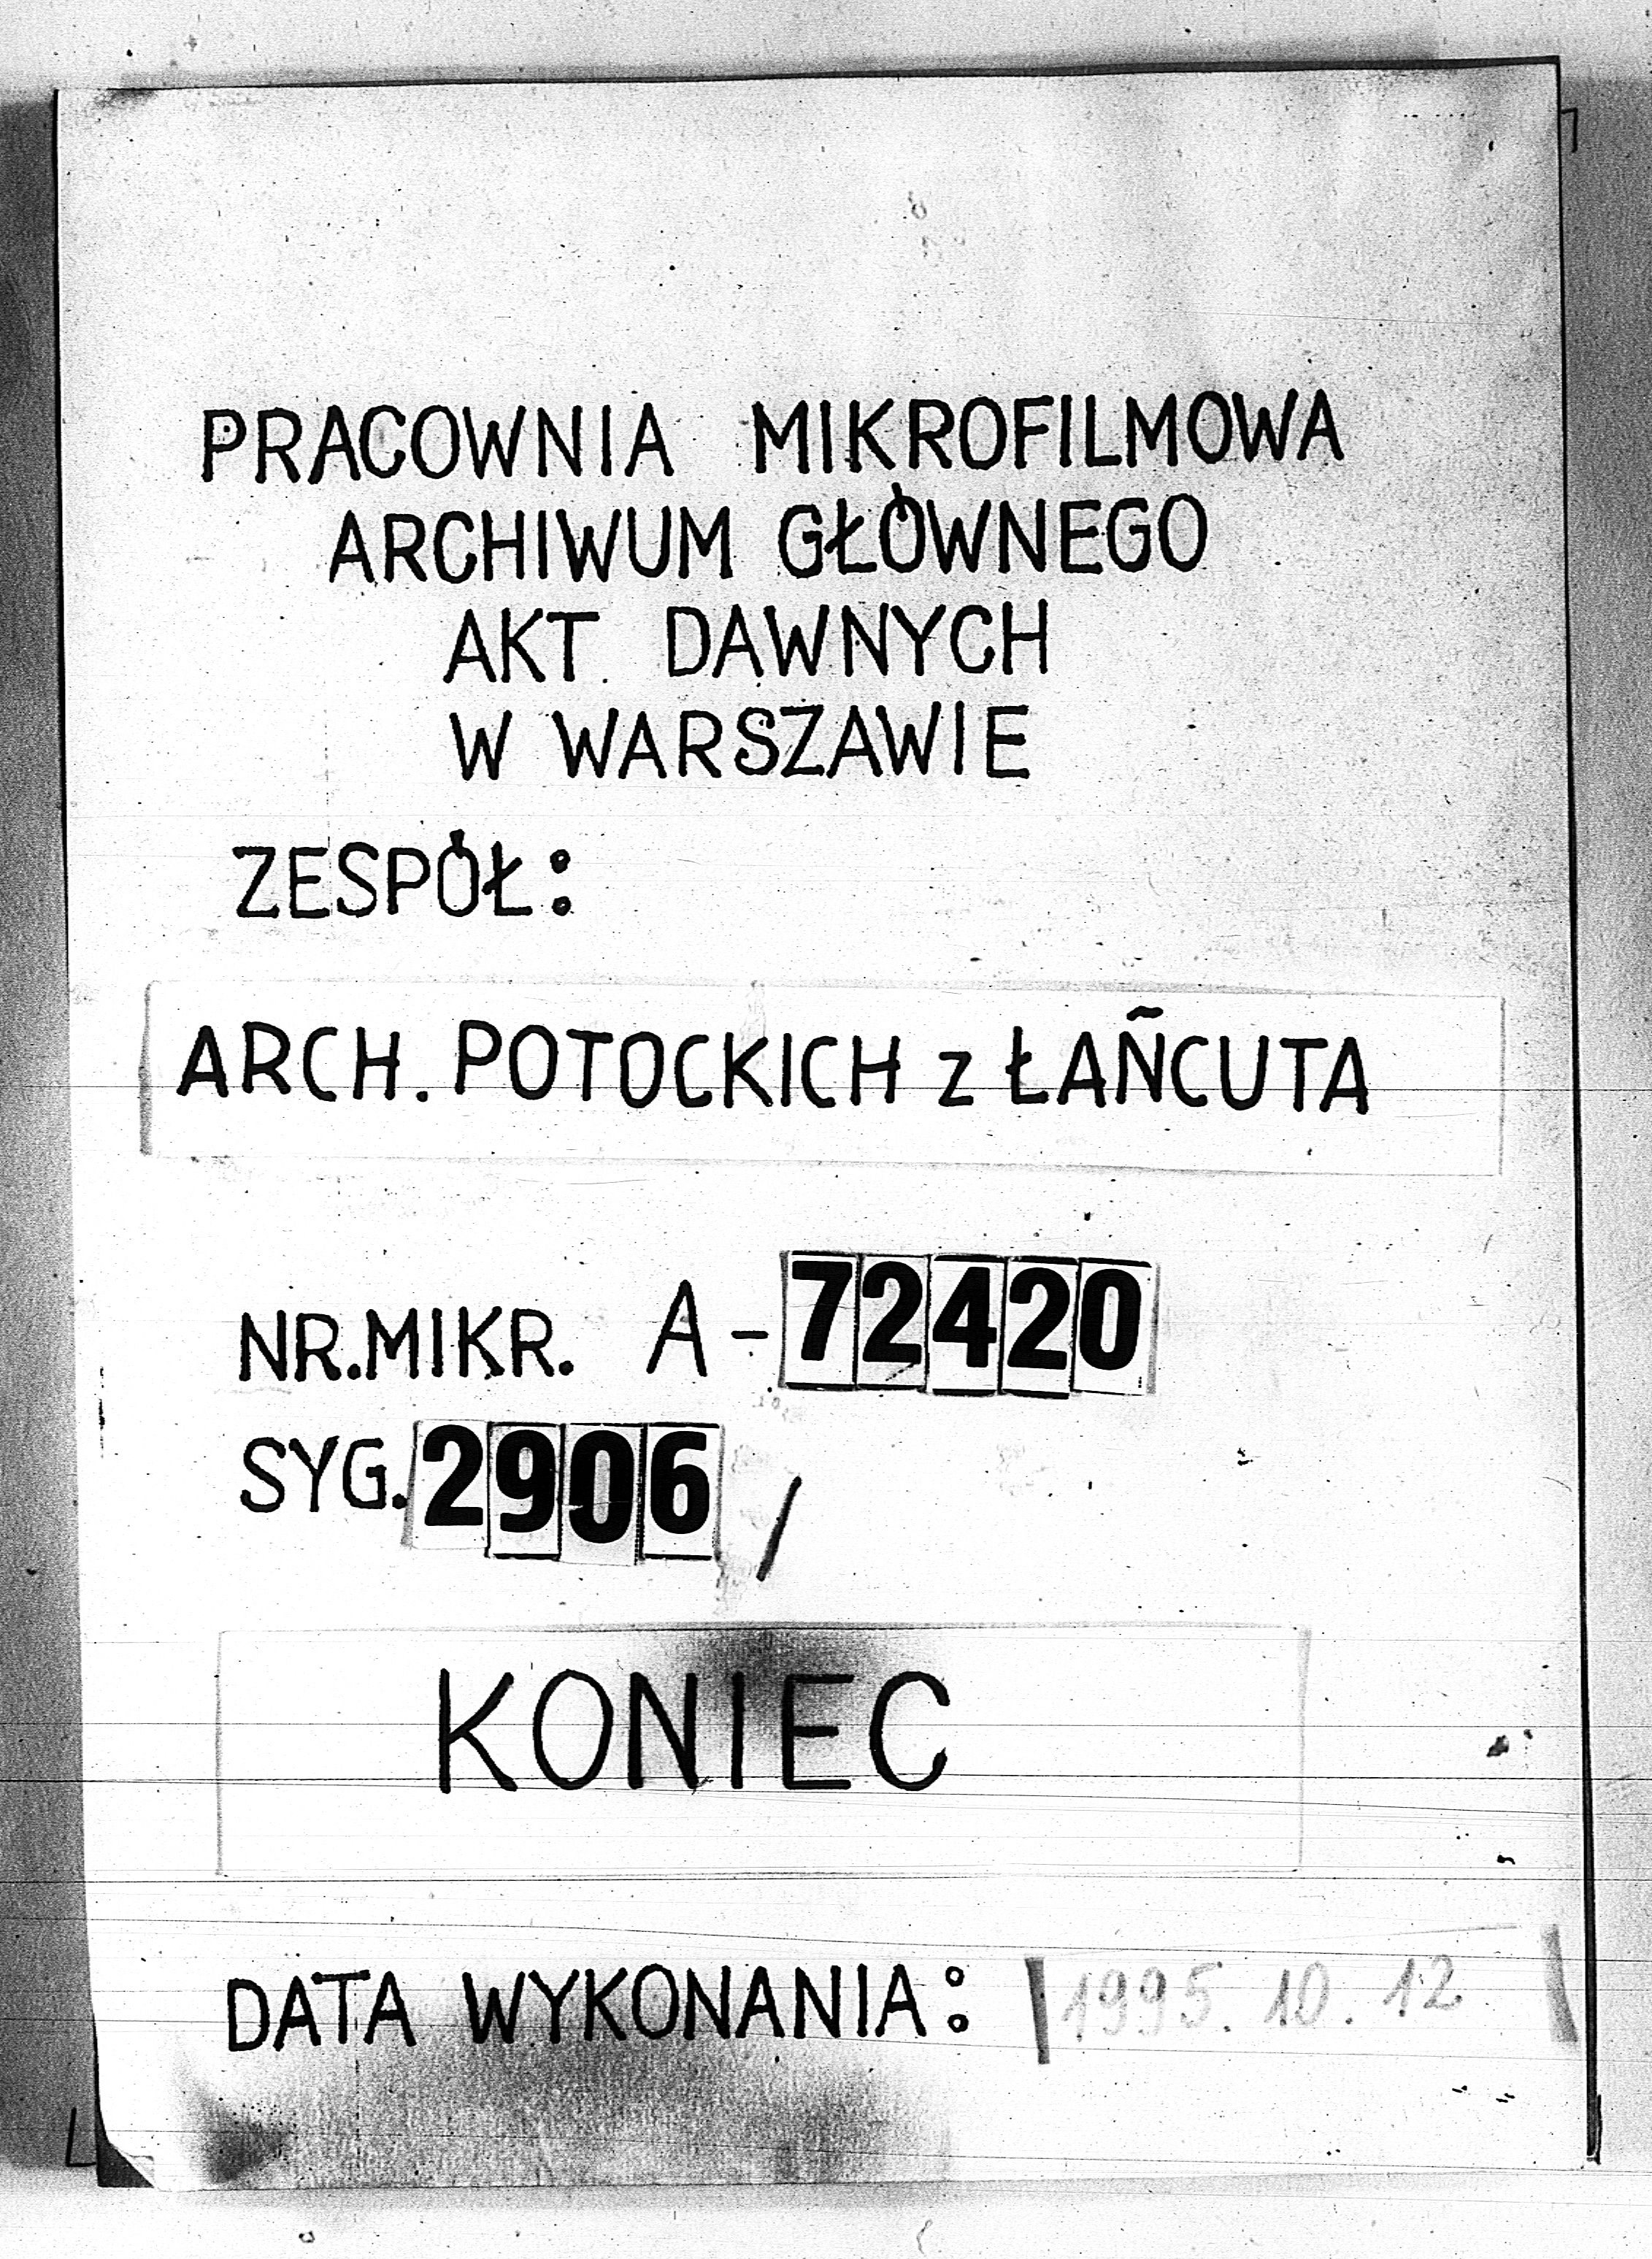 PRACOWNIA MIKROFILMOWA
ARCHIWUM GŁÓWNEGO
AKT DAWNYCH
W WARSZAWIE
ZESPÓŁ:
ARCH. POTOCKICH z ŁAŃCUTA
NR.MIKR. A-72420
SYG. 2906 /
KONIEC
DATA WYKONANIA: 1995. 10. 12